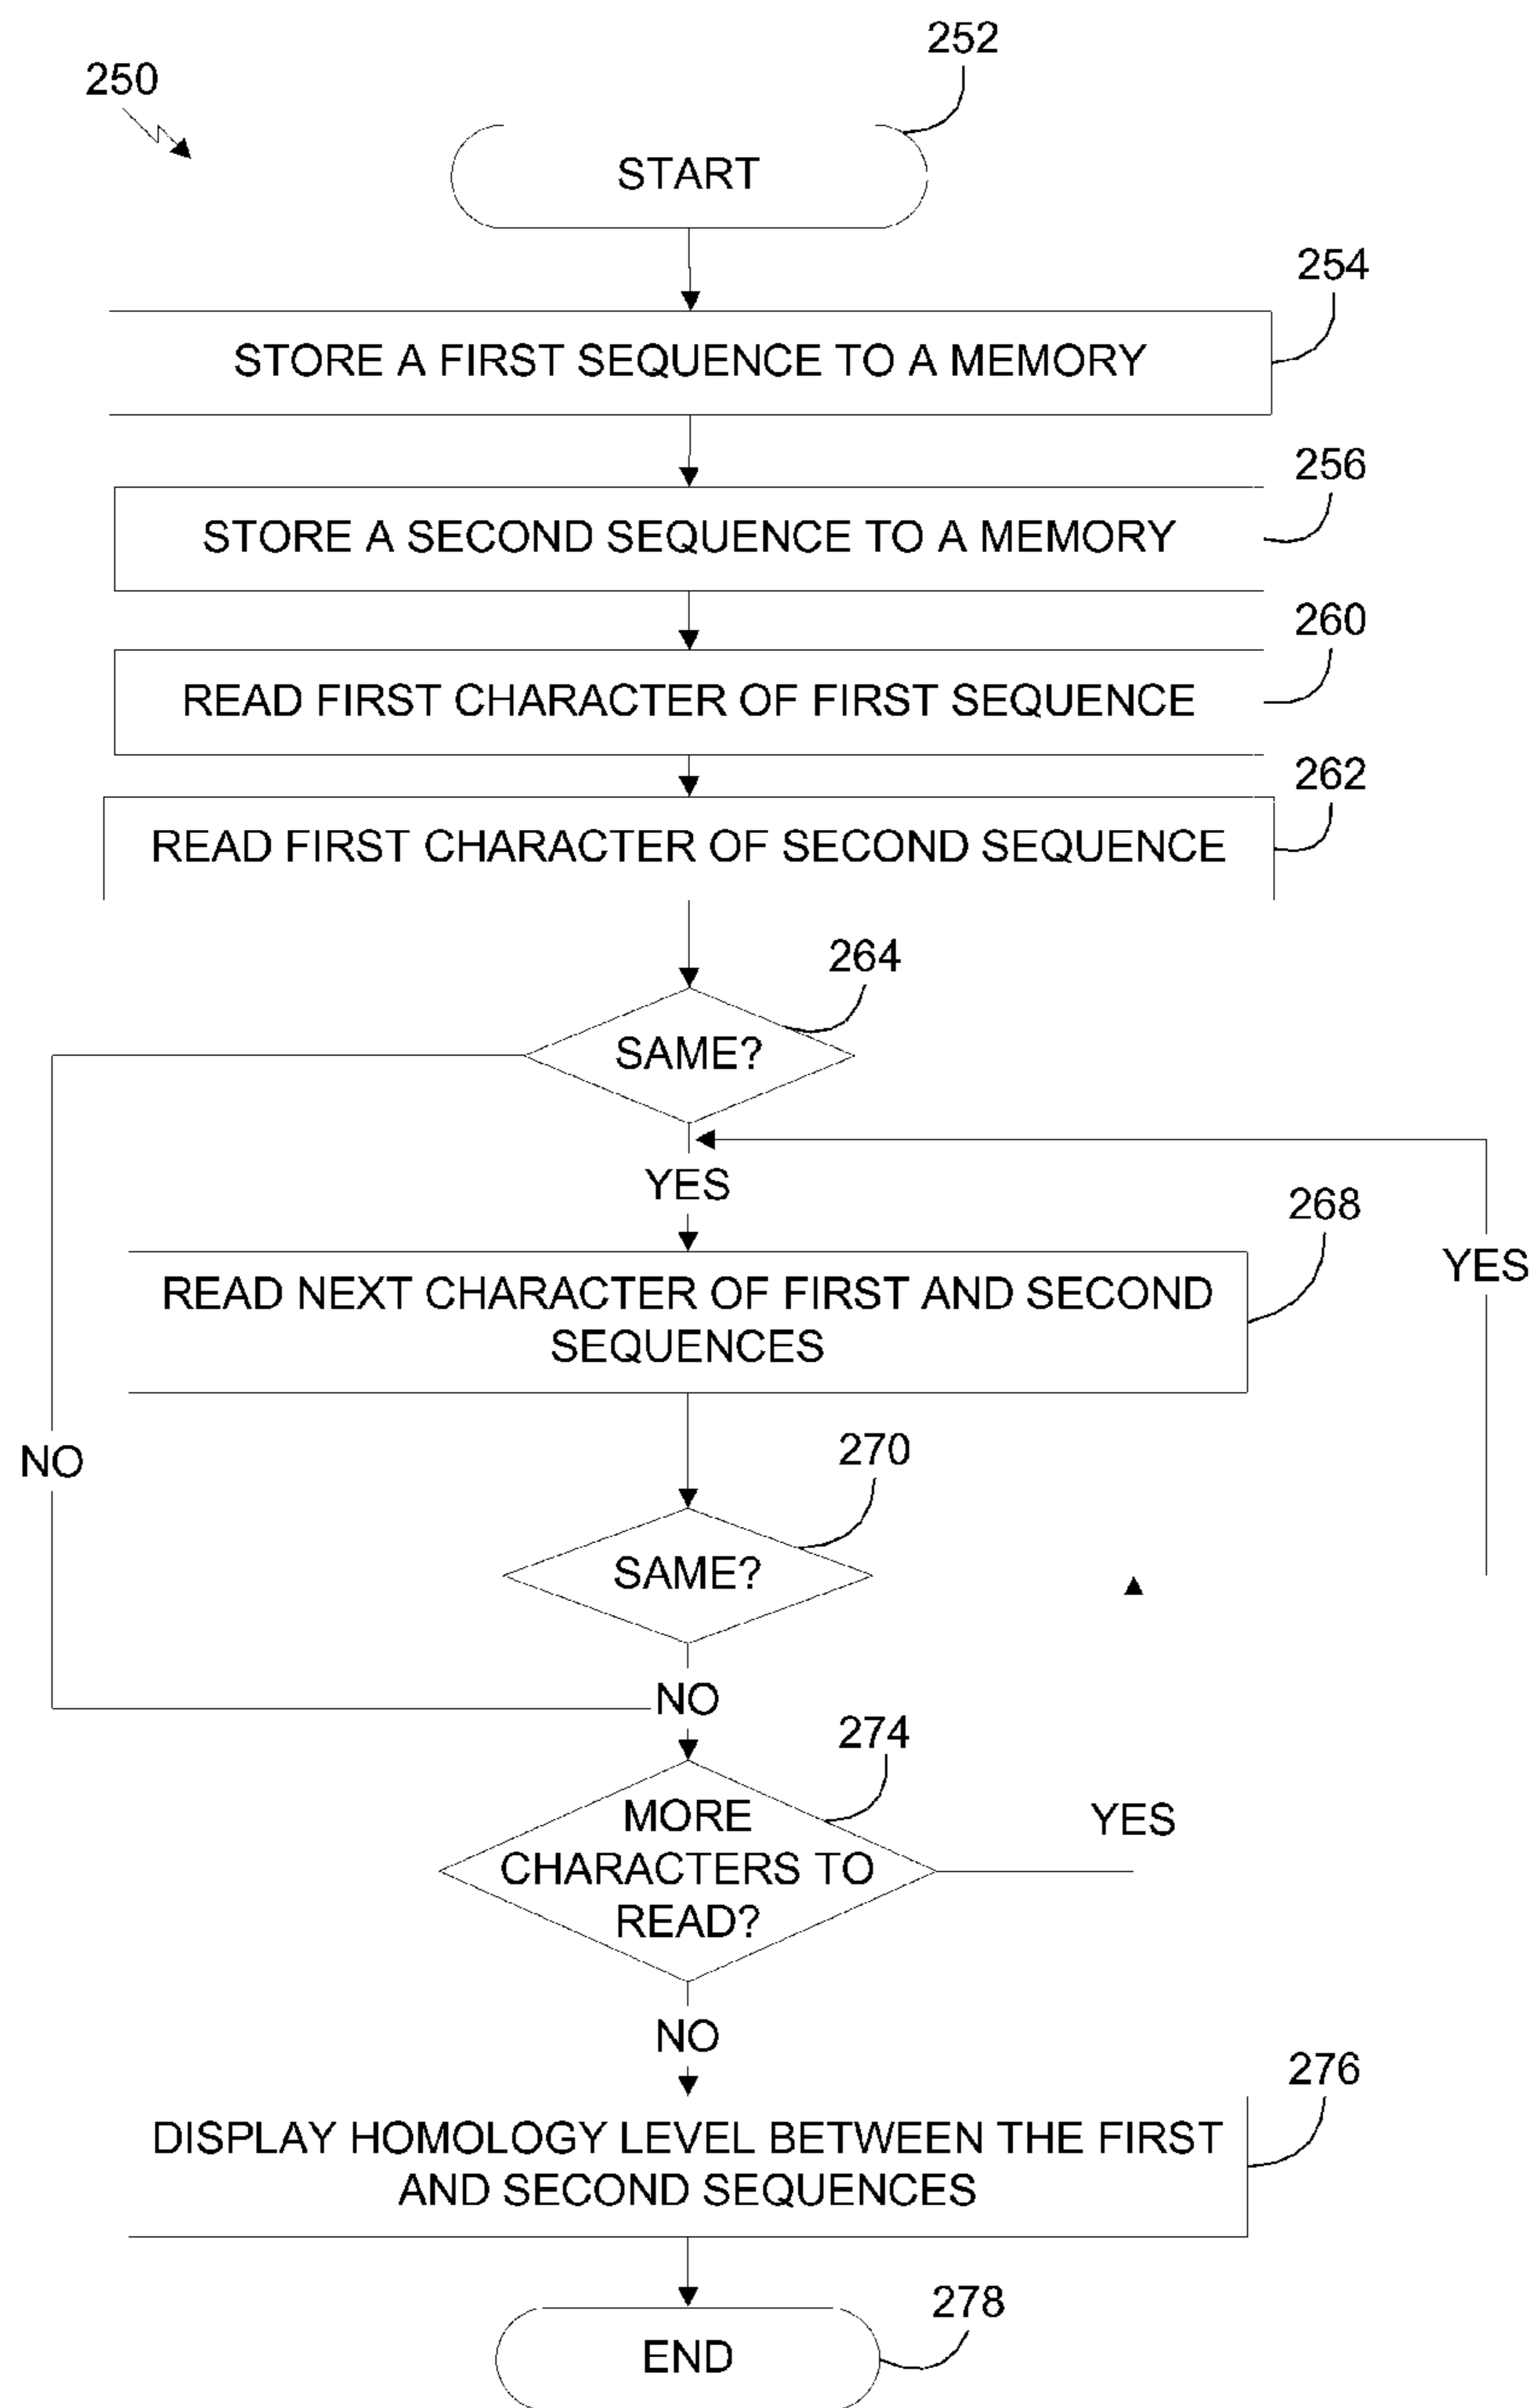 252
250
START
254
STORE A FIRST SEQUENCE TO A MEMORY
256
STORE A SECOND SEQUENCE TO A MEMORY
260
READ FIRST CHARACTER OF FIRST SEQUENCE
262
READ FIRST CHARACTER OF SECOND SEQUENCE
264
SAME?
YES
268
YES
READ NEXT CHARACTER OF FIRST AND SECOND
SEQUENCES
NO
270
SAME?
NO
274
MORE
YES
CHARACTERS TO
READ?
NO
276
DISPLAY HOMOLOGY LEVEL BETWEEN THE FIRST
AND SECOND SEQUENCES
278
END